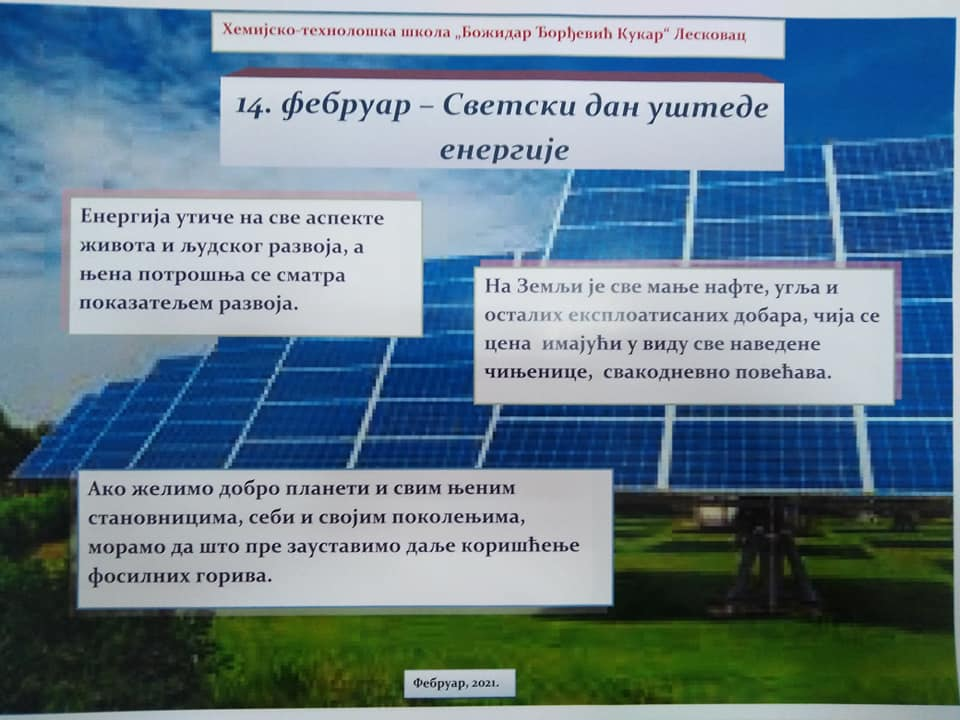 Хемијско-технолошка школа „Божидар Ђорђевић Кукар“ Лесковац
14. фебруар – Светски дан уштеде
енергије
Енергија утиче на све аспекте
живота и људског развоја, а
њена потрошња се сматра
показатељем развоја.
На Земљи је све мање нафте, угља и
осталих експлоатисаних добара, чија се
цена имајући у виду све наведене
чињенице, свакодневно повећава.
Ако желимо добро планети и свим њеним
становницима, себи и својим поколењима,
морамо да што пре зауставимо даље коришћење
фосилних горива.
Фебруар, 2021.